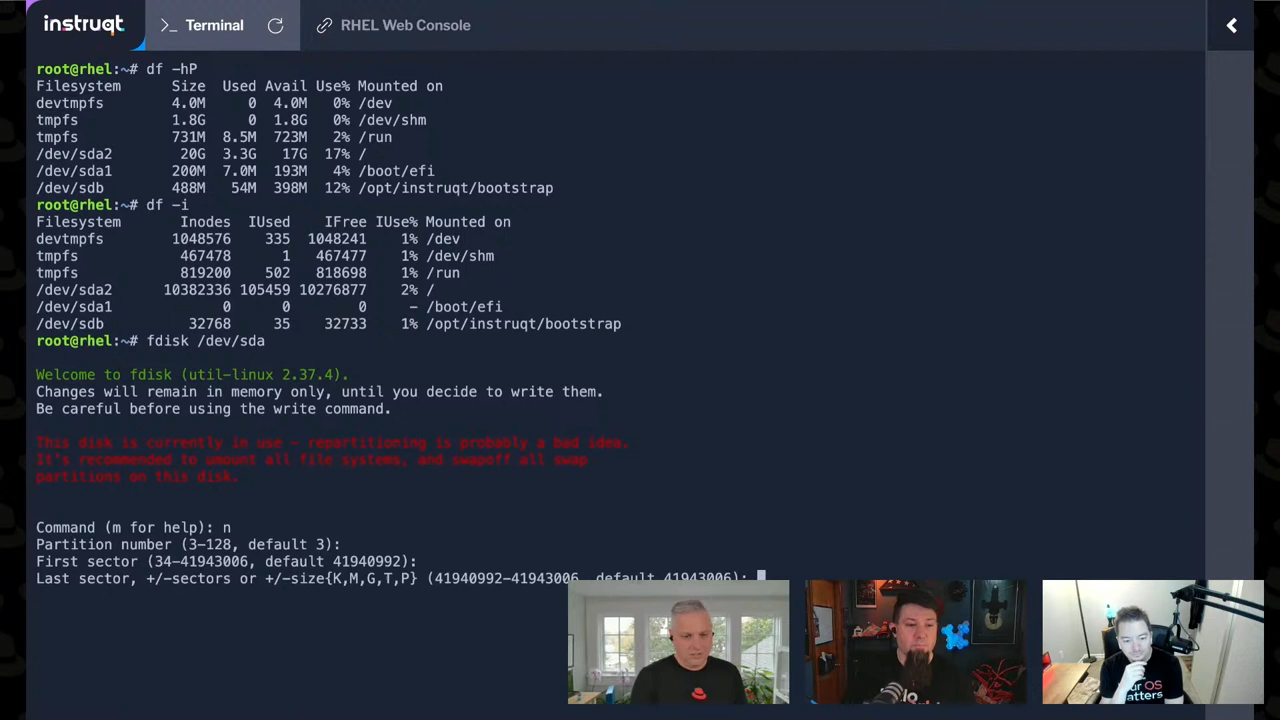 instruqt
>_ Terminal
RHEL Web Console
root@rhel:~# df -hP
Filesystem Size Used Avail Use% Mounted on
devtmpfs 4.0M 0 4.0M 0% /dev
tmpfs 1.8G 0 1.8G 0% /dev/shm
tmpfs 731M 8.5M 723M 2% /run
/dev/sda2 20G 3.3G 17G 17% /
/dev/sda1 200M 7.0M 193M 4% /boot/efi
/dev/sdb 488M 54M 398M 12% /opt/instruqt/bootstrap
root@rhel:~# df -i
Filesystem Inodes IUsed IFree IUse% Mounted on
devtmpfs 1048576 335 1048241 1% /dev
tmpfs 467478 1 467477 1% /dev/shm
tmpfs 819200 502 818698 1% /run
/dev/sda2 10382336 105459 10276877 2% /
/dev/sda1 0 0 0 - /boot/efi
/dev/sdb 32768 35 32733 1% /opt/instruqt/bootstrap
root@rhel:~# fdisk /dev/sda
Welcome to fdisk (util-linux 2.37.4).
Changes will remain in memory only, until you decide to write them.
Be careful before using the write command.
This disk is currently in use - repartitioning is probably a bad idea.
It's recommended to umount all file systems, and swapoff all swap
partitions on this disk.
Command (m for help): n
Partition number (3-128, default 3):
First sector (34-41943006, default 41940992):
Last sector, +/-sectors or +/-size{K,M,G,T,P} (41940992-41943006, default 41943006):
OS
matters